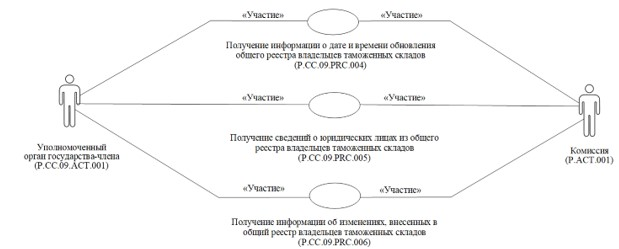 «Участие» «Участие»
Получение информации о дате и времени обновления
общего реестра владельцев таможенных складов
(P.CC.09.PRC.004)
«Участие» «Участие»
Уполномоченный
орган государства-члена
(P.CC.09.ACT.001)
Получение сведений о юридических лицах из общего
реестра владельцев таможенных складов
(P.CC.09.PRC.005)
Комиссия
(P.ACT.001)
«Участие» «Участие»
Получение информации об изменениях, внесенных в
общий реестр владельцев таможенных складов
(P.CC.09.PRC.006)